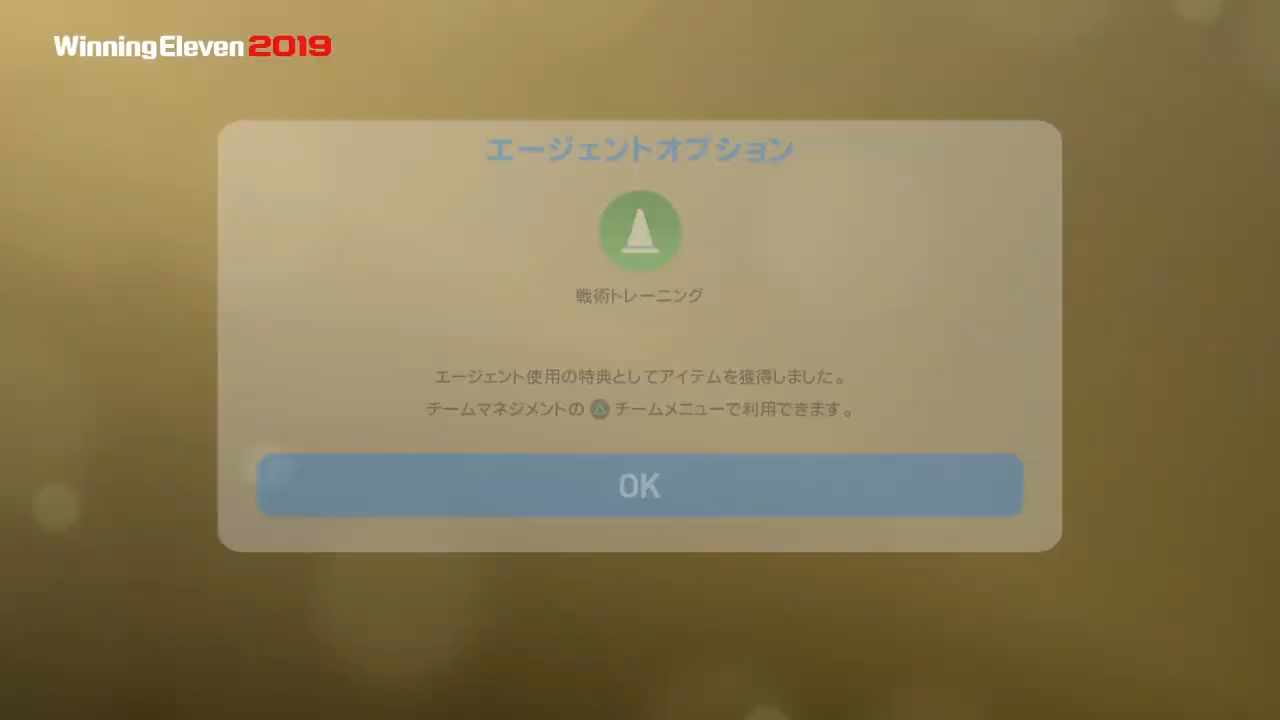 Winning Eleven 2019
エージェントオプション
戦術トレーニング
エージェント使用の特典としてアイテムを獲得しました。
チームマネジメントの △ チームメニューで利用できます。
OK